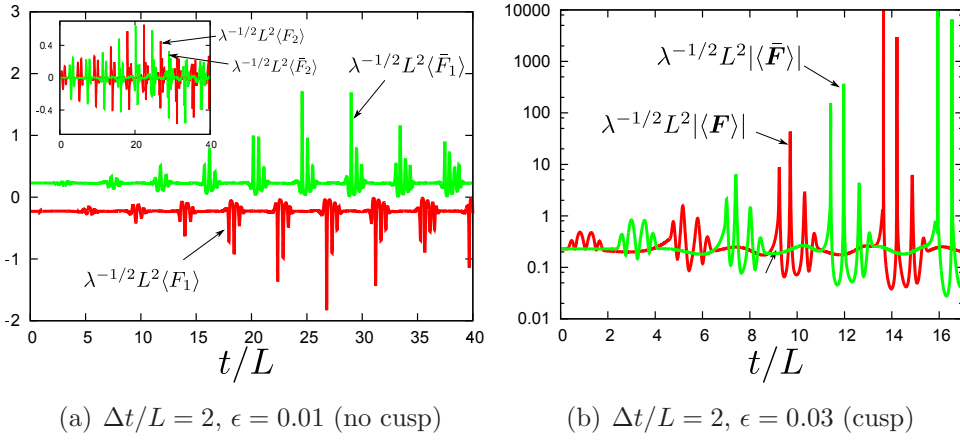 3
2
1
0
-1
-2
0 5 10 15 20 25 30 35 40
t/L
0.4
0
-0.4
0 20 40
λ^{-1/2}L^2⟨F_2⟩
λ^{-1/2}L^2⟨F̄_2⟩
λ^{-1/2}L^2⟨F̄_1⟩
λ^{-1/2}L^2⟨F_1⟩
(a) Δt/L = 2, ϵ = 0.01 (no cusp)
10000
1000
100
10
1
0.1
0.01
0 2 4 6 8 10 12 14 16
t/L
λ^{-1/2}L^2|⟨F̄⟩|
λ^{-1/2}L^2|⟨F⟩|
(b) Δt/L = 2, ϵ = 0.03 (cusp)